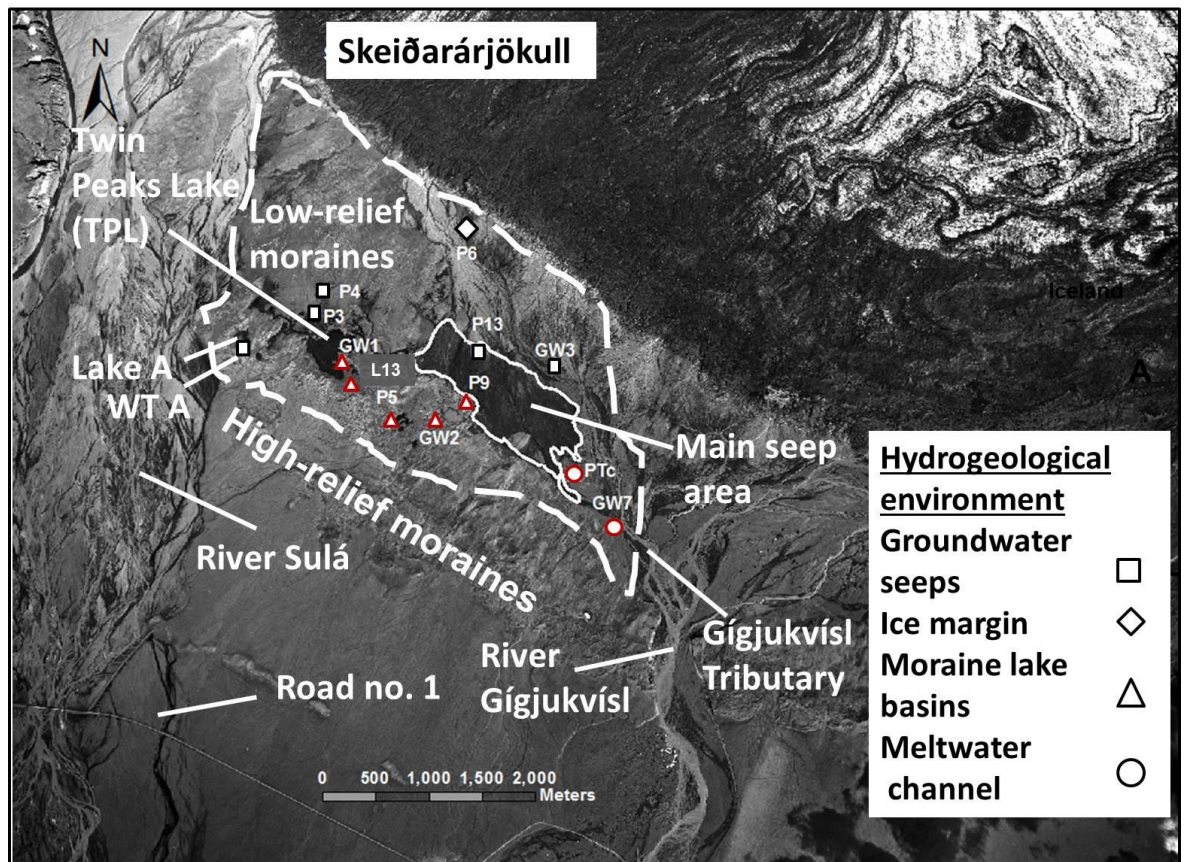 Skeiðarárjökull
N
Twin
Peaks Lake
(TPL)
Low-relief
moraines
P6
P4
P3
Iceland
P13
GW1
GW3
Lake A
WT A
L13
P9
A
P5
GW2
High-relief moraines
Main seep
area
PTc
GW7
River Sulá
Gígjukvísl
Tributary
River
Gígjukvísl
Road no. 1
0 500 1,000 1,500 2,000
Meters
Hydrogeological
environment
Groundwater
seeps
Ice margin
Moraine lake
basins
Meltwater
channel